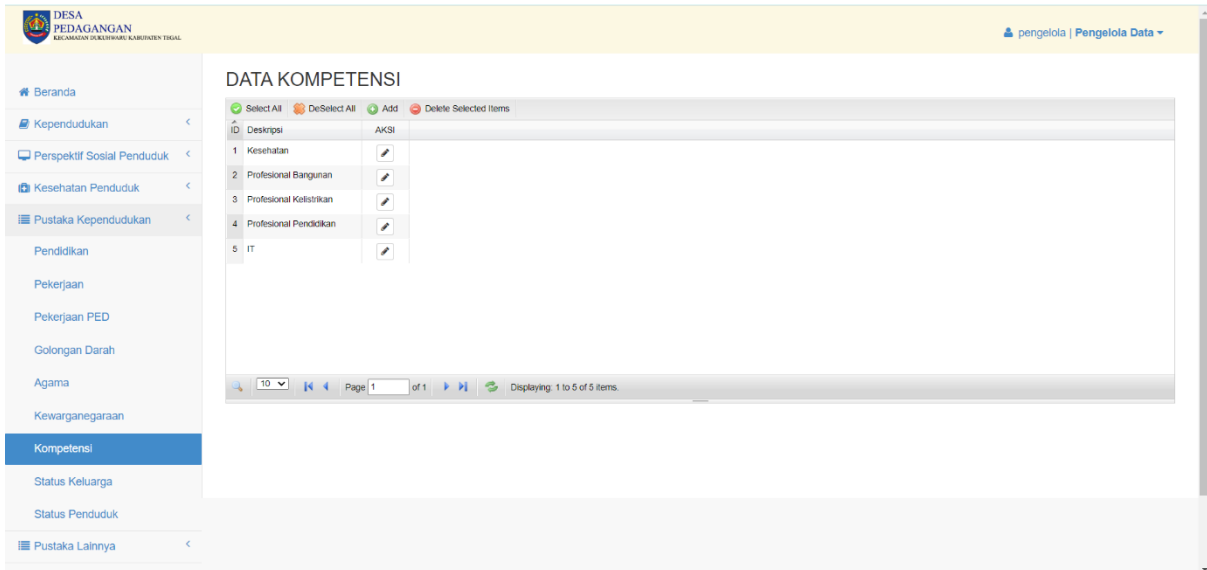 DESA
PEDAGANGAN
KECAMATAN DUKUHWARU KABUPATEN TEGAL
pengelola | Pengelola Data
Beranda
Kependudukan
Perspektif Sosial Penduduk
Kesehatan Penduduk
Pustaka Kependudukan
Pendidikan
Pekerjaan
Pekerjaan PED
Golongan Darah
Agama
Kewarganegaraan
Kompetensi
Status Keluarga
Status Penduduk
Pustaka Lainnya
DATA KOMPETENSI
Select All DeSelect All Add Delete Selected Items
ID Deskripsi AKSI
1 Kesehatan
2 Profesional Bangunan
3 Profesional Kelistrikan
4 Profesional Pendidikan
5 IT
10 Page 1 of 1 Displaying: 1 to 5 of 5 items.